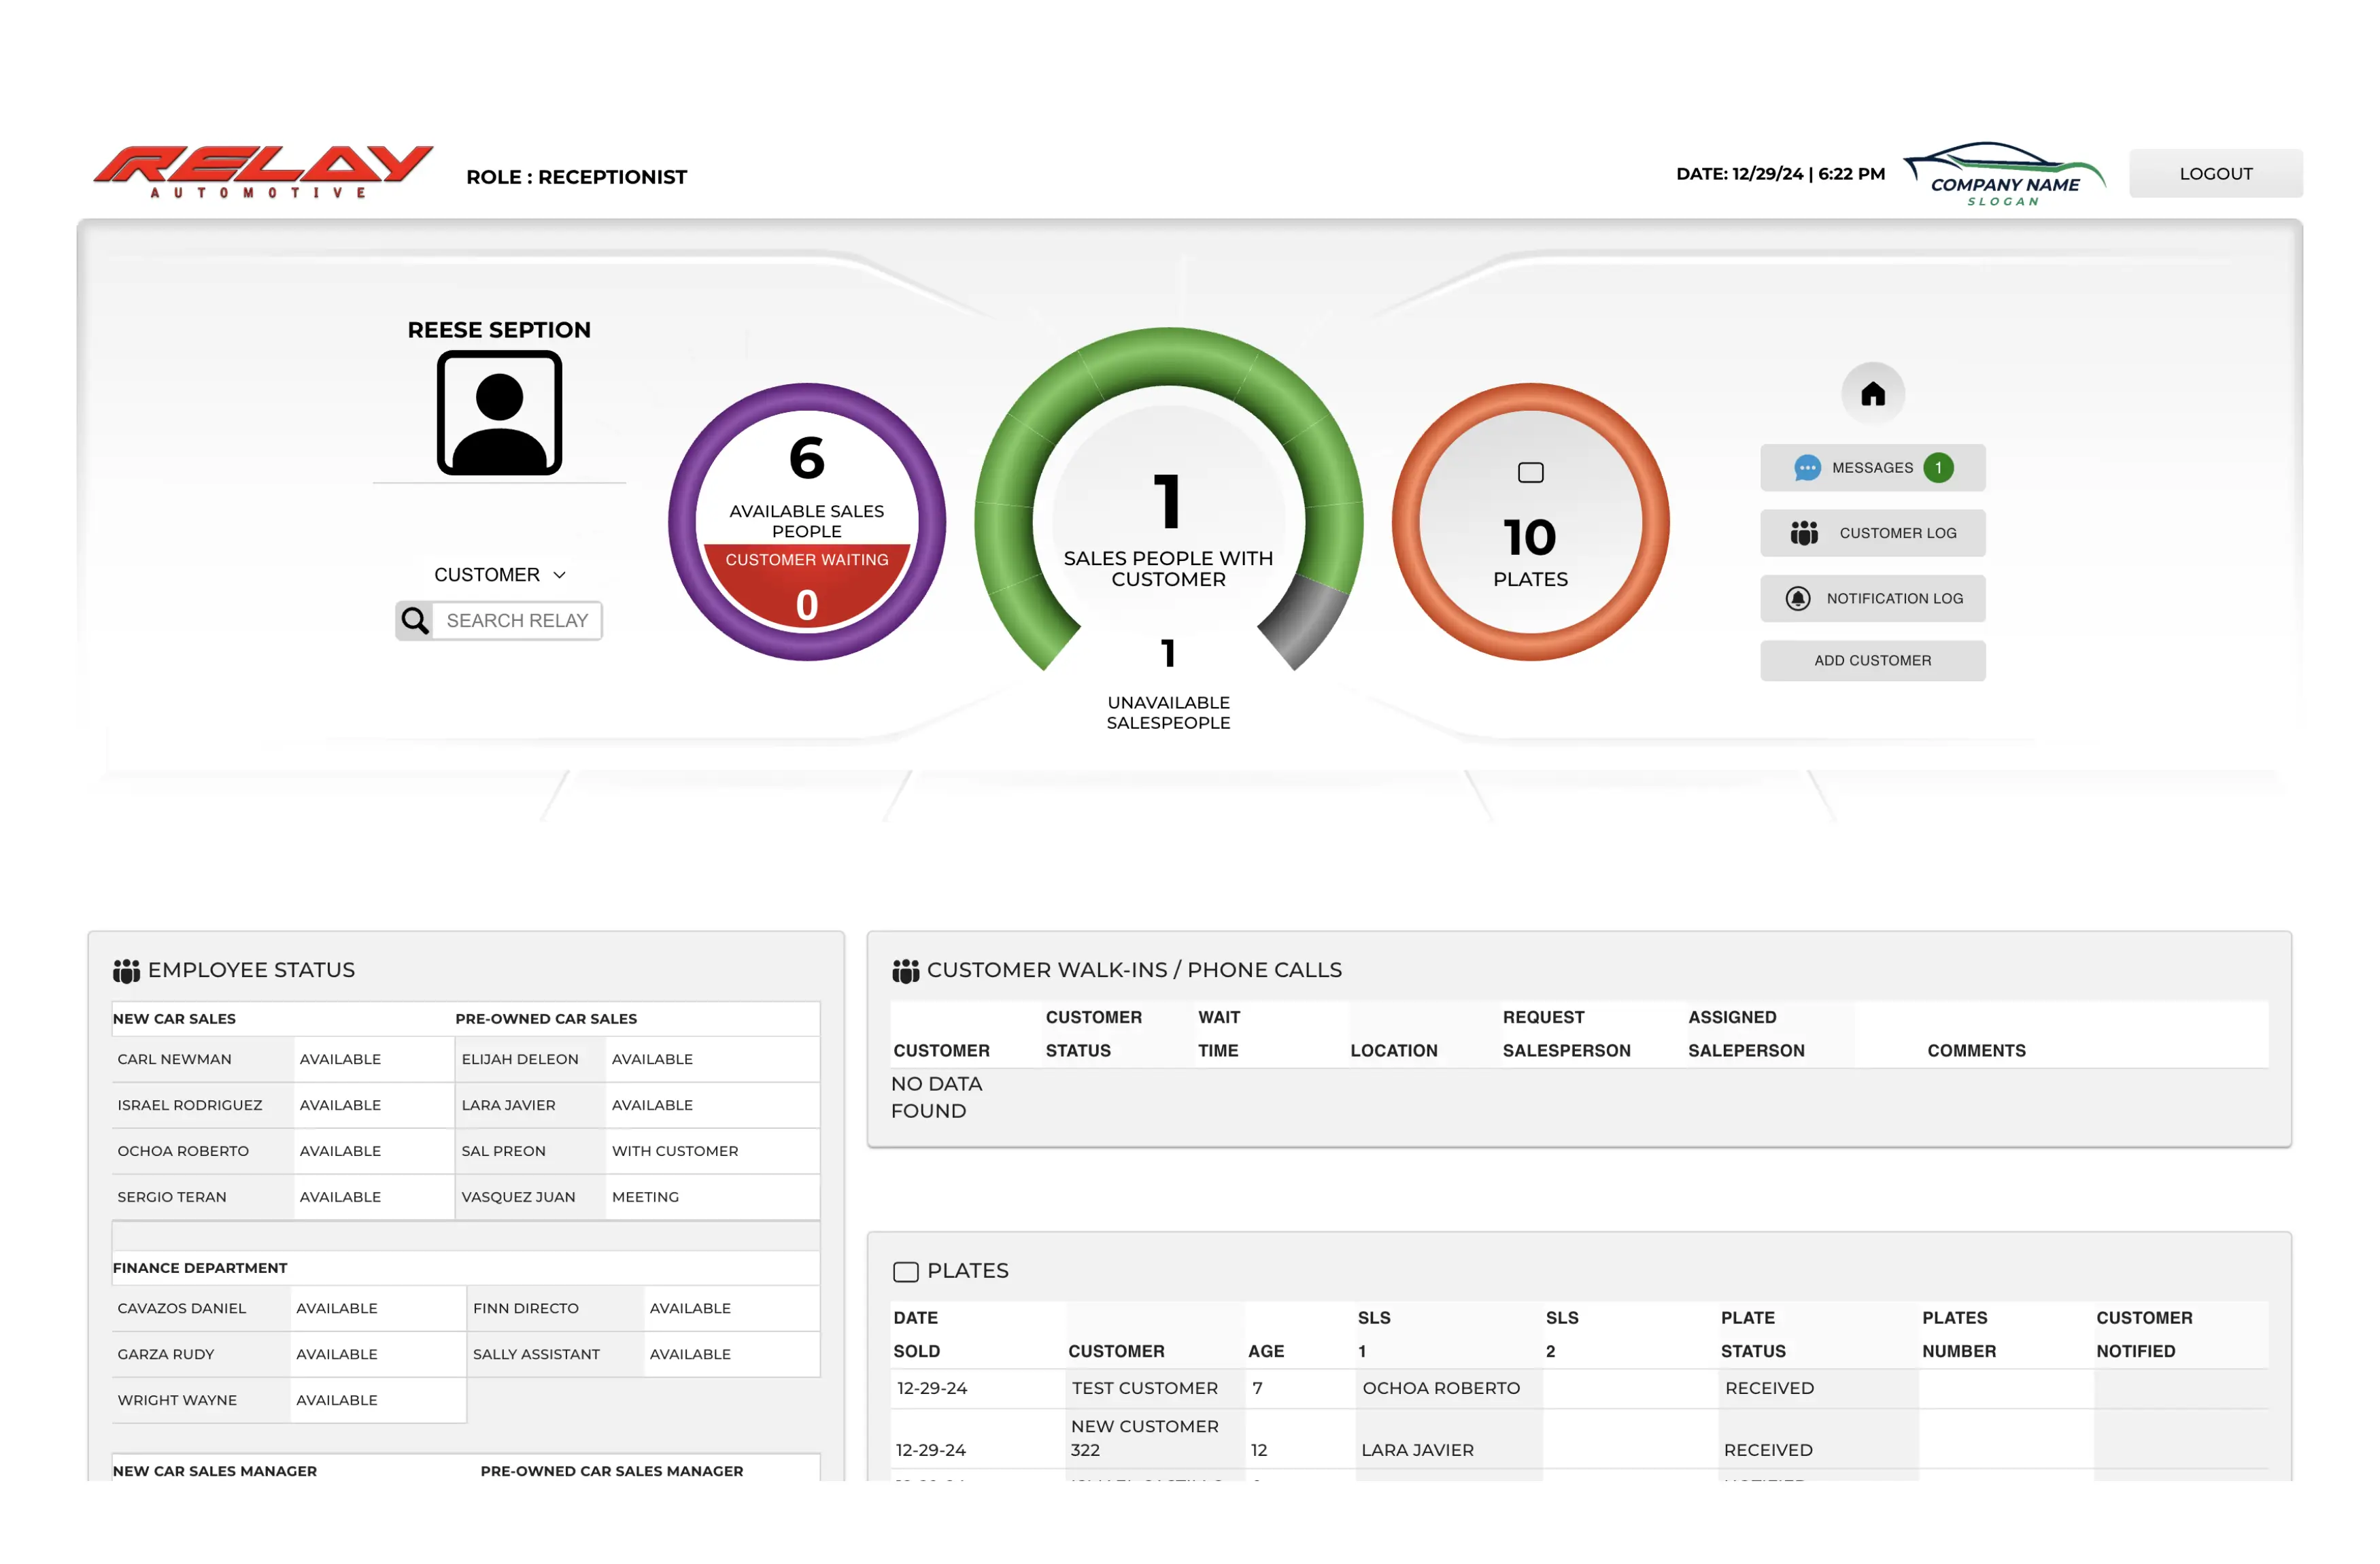 RELAY
AUTOMOTIVE
ROLE : RECEPTIONIST
DATE: 12/29/24 | 6:22 PM
COMPANY NAME
SLOGAN
LOGOUT
REESE SEPTION
CUSTOMER
SEARCH RELAY
6
AVAILABLE SALES
PEOPLE
CUSTOMER WAITING
0
1
SALES PEOPLE WITH
CUSTOMER
1
UNAVAILABLE
SALESPEOPLE
10
PLATES
MESSAGES 1
CUSTOMER LOG
NOTIFICATION LOG
ADD CUSTOMER
EMPLOYEE STATUS
NEW CAR SALES PRE-OWNED CAR SALES
CARL NEWMAN AVAILABLE ELIJAH DELEON AVAILABLE
ISRAEL RODRIGUEZ AVAILABLE LARA JAVIER AVAILABLE
OCHOA ROBERTO AVAILABLE SAL PREON WITH CUSTOMER
SERGIO TERAN AVAILABLE VASQUEZ JUAN MEETING
FINANCE DEPARTMENT
CAVAZOS DANIEL AVAILABLE FINN DIRECTO AVAILABLE
GARZA RUDY AVAILABLE SALLY ASSISTANT AVAILABLE
WRIGHT WAYNE AVAILABLE
NEW CAR SALES MANAGER PRE-OWNED CAR SALES MANAGER
CUSTOMER WALK-INS / PHONE CALLS
CUSTOMER WAIT REQUEST ASSIGNED
CUSTOMER STATUS TIME LOCATION SALESPERSON SALEPERSON COMMENTS
NO DATA
FOUND
PLATES
DATE SLS SLS PLATE PLATES CUSTOMER
SOLD CUSTOMER AGE 1 2 STATUS NUMBER NOTIFIED
12-29-24 TEST CUSTOMER 7 OCHOA ROBERTO RECEIVED
NEW CUSTOMER
12-29-24 322 12 LARA JAVIER RECEIVED